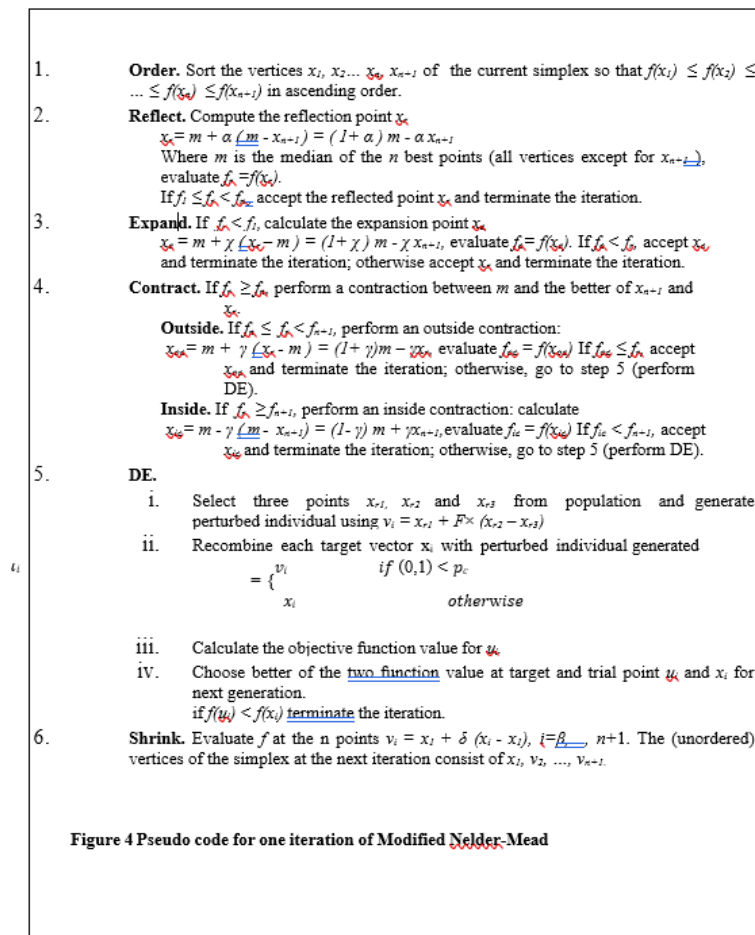 1. Order. Sort the vertices x1, x2... xn, xn+1 of the current simplex so that f(x1) ≤ f(x2) ≤
... ≤ f(xn) ≤f(xn+1) in ascending order.
2. Reflect. Compute the reflection point xr
xr= m + α (m - xn+1) = (1+ α) m - α xn+1
Where m is the median of the n best points (all vertices except for xn+1),
evaluate fr =f(xr).
If f1 ≤ fr < fn, accept the reflected point xr and terminate the iteration.
3. Expand. If fr < f1, calculate the expansion point xe
xe = m + χ (xr – m ) = (1+ χ ) m - χ xn+1, evaluate fe= f(xe). If fe < fr, accept xe,
and terminate the iteration; otherwise accept xr and terminate the iteration.
4. Contract. If fr ≥ fn perform a contraction between m and the better of xn+1 and
xr.
Outside. If fn ≤ fr < fn+1, perform an outside contraction:
= m + γ (xr - m ) = (1+ γ)m – γxn, evaluate = If ≤ fr, accept
and terminate the iteration; otherwise, go to step 5 (perform
DE).
Inside. If fr ≥ fn+1, perform an inside contraction: calculate
xic= m - γ (m - xn+1) = (1- γ) m + γxn+1, evaluate fic = f(xic) If fic < fn+1, accept
xic and terminate the iteration; otherwise, go to step 5 (perform DE).
5. DE.
i. Select three points xr1, xr2 and xr3 from population and generate
perturbed individual using vi = xr1 + F× (xr2 – xr3)
ii. Recombine each target vector xi with perturbed individual generated
vi if (0,1) < pc
ui = {
xi otherwise
iii. Calculate the objective function value for ui
iv. Choose better of the two function value at target and trial point ui and xi for
next generation.
if f(ui) < f(xi) terminate the iteration.
6. Shrink. Evaluate f at the n points vi = x1 + δ (xi - x1), n+1. The (unordered)
vertices of the simplex at the next iteration consist of x1, v2, ..., vn+1.
Figure 4 Pseudo code for one iteration of Modified Nelder-Mead